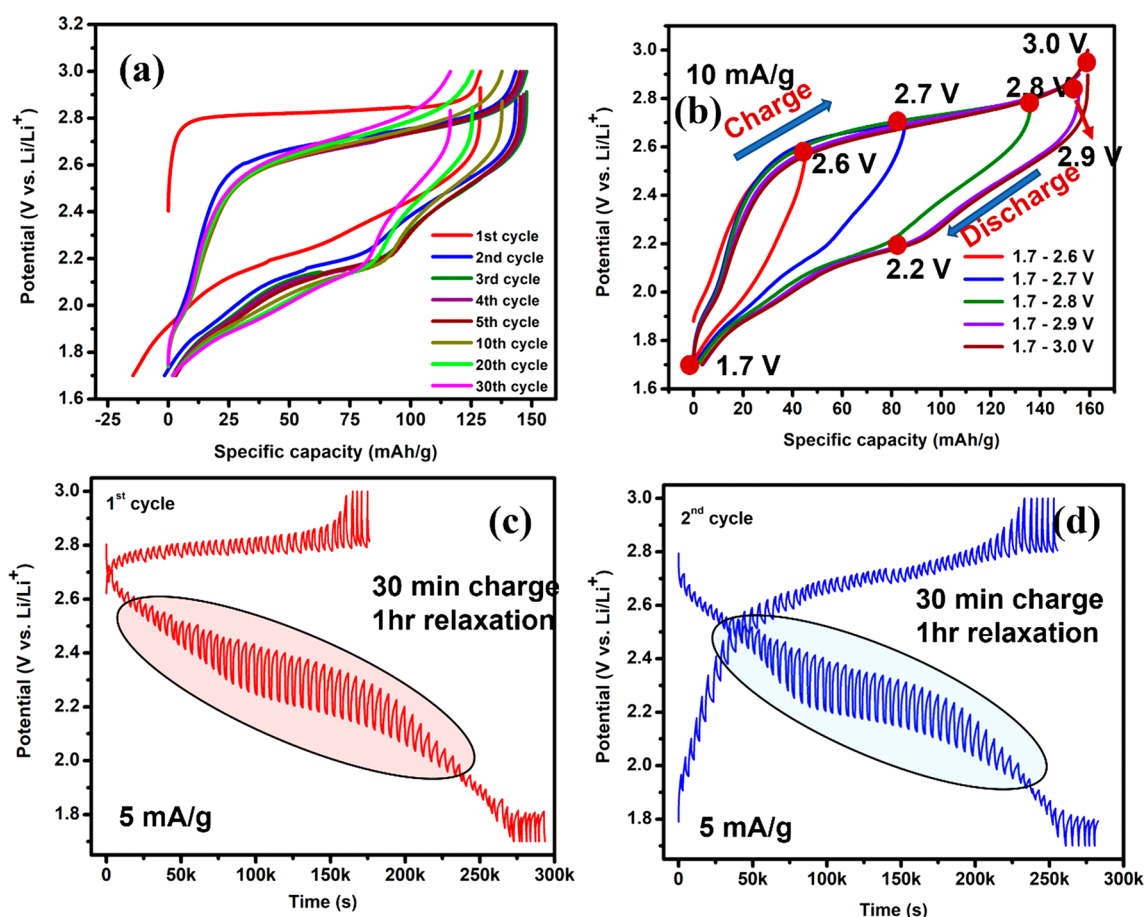 (a)
3.2
3.0
2.8
2.6
2.4
2.2
2.0
1.8
1.6
Potential (V vs. Li/Li⁺)
1st cycle
2nd cycle
3rd cycle
4th cycle
5th cycle
10th cycle
20th cycle
30th cycle
-25 0 25 50 75 100 125 150
Specific capacity (mAh/g)
(b)
10 mA/g
3.0
2.8
2.6
2.4
2.2
2.0
1.8
1.6
Potential (V vs. Li/Li⁺)
Charge
Discharge
3.0 V
2.8 V
2.7 V
2.6 V
2.9 V
2.2 V
1.7 V
1.7 - 2.6 V
1.7 - 2.7 V
1.7 - 2.8 V
1.7 - 2.9 V
1.7 - 3.0 V
0 20 40 60 80 100 120 140 160
Specific capacity (mAh/g)
1st cycle
(c)
3.0
2.8
2.6
2.4
2.2
2.0
1.8
Potential (V vs. Li/Li⁺)
30 min charge
1hr relaxation
5 mA/g
0 50k 100k 150k 200k 250k 300k
Time (s)
2nd cycle
(d)
3.0
2.8
2.6
2.4
2.2
2.0
1.8
Potential (V vs. Li/Li⁺)
30 min charge
1hr relaxation
5 mA/g
0 50k 100k 150k 200k 250k 300k
Time (s)